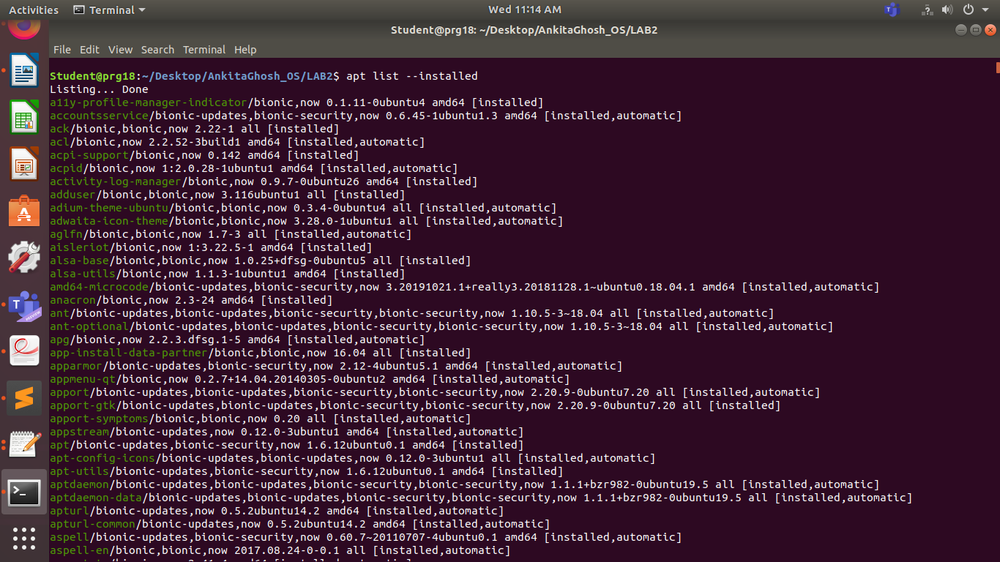 Activities Terminal Wed 11:14 AM
Student@prg18: ~/Desktop/AnkitaGhosh_OS/LAB2
File Edit View Search Terminal Help
Student@prg18:~/Desktop/AnkitaGhosh_OS/LAB2$ apt list --installed
Listing... Done
a11y-profile-manager-indicator/bionic,now 0.1.11-0ubuntu4 amd64 [installed]
accountsservice/bionic-updates,bionic-security,now 0.6.45-1ubuntu1.3 amd64 [installed,automatic]
ack/bionic,bionic,now 2.22-1 all [installed]
acl/bionic,now 2.2.52-3build1 amd64 [installed,automatic]
acpi-support/bionic,now 0.142 amd64 [installed]
acpid/bionic,now 1:2.0.28-1ubuntu1 amd64 [installed,automatic]
activity-log-manager/bionic,now 0.9.7-0ubuntu26 amd64 [installed]
adduser/bionic,bionic,now 3.116ubuntu1 all [installed]
adium-theme-ubuntu/bionic,bionic,now 0.3.4-0ubuntu4 all [installed,automatic]
adwaita-icon-theme/bionic,bionic,now 3.28.0-1ubuntu1 all [installed,automatic]
aglfn/bionic,bionic,now 1.7-3 all [installed,automatic]
aisleriot/bionic,now 1:3.22.5-1 amd64 [installed]
alsa-base/bionic,bionic,now 1.0.25+dfsg-0ubuntu5 all [installed]
alsa-utils/bionic,now 1.1.3-1ubuntu1 amd64 [installed]
amd64-microcode/bionic-updates,bionic-security,now 3.20191021.1+really3.20181128.1~ubuntu0.18.04.1 amd64 [installed,automatic]
anacron/bionic,now 2.3-24 amd64 [installed]
ant/bionic-updates,bionic-updates,bionic-security,bionic-security,now 1.10.5-3~18.04 all [installed,automatic]
ant-optional/bionic-updates,bionic-updates,bionic-security,bionic-security,now 1.10.5-3~18.04 all [installed,automatic]
apg/bionic,now 2.2.3.dfsg.1-5 amd64 [installed,automatic]
app-install-data-partner/bionic,bionic,now 16.04 all [installed]
apparmor/bionic-updates,bionic-security,now 2.12-4ubuntu5.1 amd64 [installed,automatic]
appmenu-qt/bionic,now 0.2.7+14.04.20140305-0ubuntu2 amd64 [installed,automatic]
apport/bionic-updates,bionic-updates,bionic-security,bionic-security,now 2.20.9-0ubuntu7.20 all [installed,automatic]
apport-gtk/bionic-updates,bionic-updates,bionic-security,bionic-security,now 2.20.9-0ubuntu7.20 all [installed]
apport-symptoms/bionic,bionic,now 0.20 all [installed,automatic]
appstream/bionic-updates,now 0.12.0-3ubuntu1 amd64 [installed,automatic]
apt/bionic-updates,bionic-security,now 1.6.12ubuntu0.1 amd64 [installed]
apt-config-icons/bionic-updates,bionic-updates,now 0.12.0-3ubuntu1 all [installed,automatic]
apt-utils/bionic-updates,bionic-security,now 1.6.12ubuntu0.1 amd64 [installed]
aptdaemon/bionic-updates,bionic-updates,bionic-security,bionic-security,now 1.1.1+bzr982-0ubuntu19.5 all [installed,automatic]
aptdaemon-data/bionic-updates,bionic-updates,bionic-security,bionic-security,now 1.1.1+bzr982-0ubuntu19.5 all [installed,automatic]
apturl/bionic-updates,now 0.5.2ubuntu14.2 amd64 [installed,automatic]
apturl-common/bionic-updates,now 0.5.2ubuntu14.2 amd64 [installed,automatic]
aspell/bionic-updates,bionic-security,now 0.60.7~20110707-4ubuntu0.1 amd64 [installed,automatic]
aspell-en/bionic,bionic,now 2017.08.24-0-0.1 all [installed,automatic]